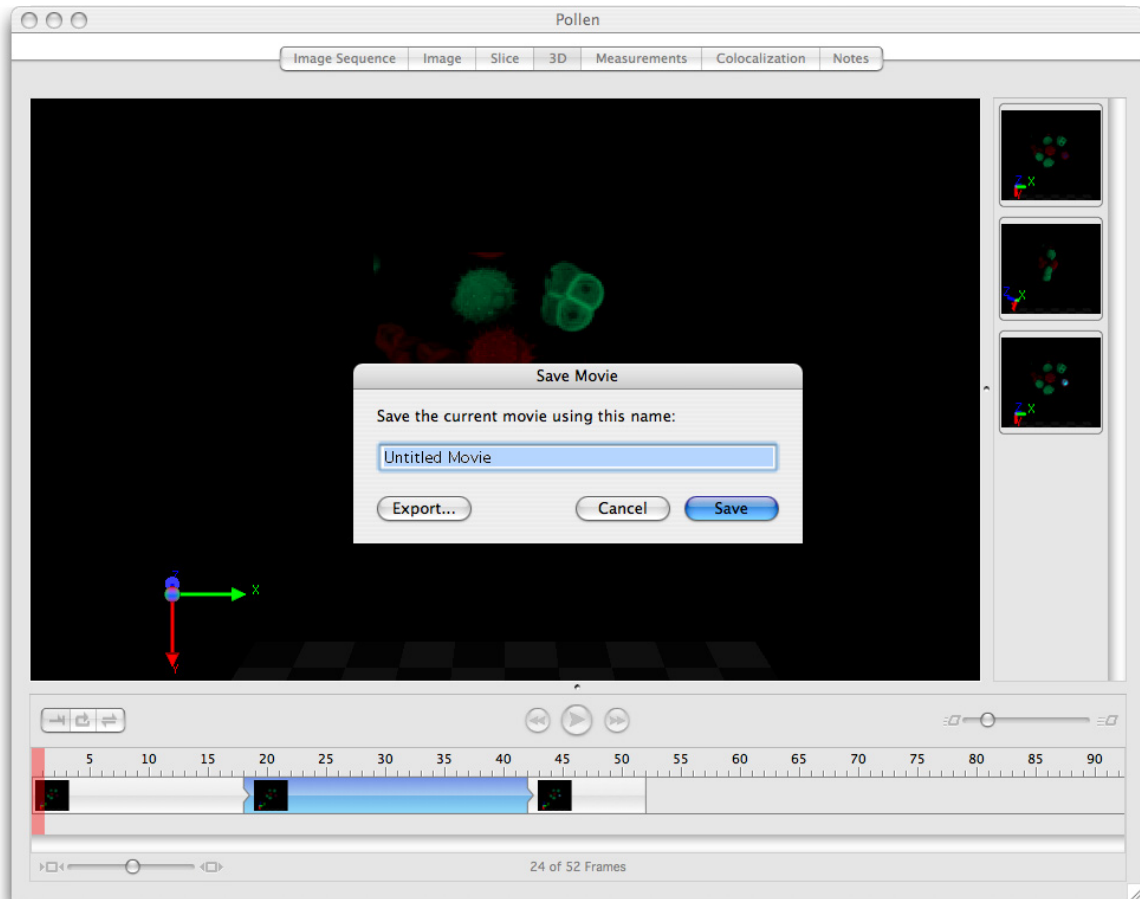 Pollen
Image Sequence Image Slice 3D Measurements Colocalization Notes
Z X Y
Z X
Z X Y
Save Movie
Save the current movie using this name:
Untitled Movie
Export... Cancel Save
Z
X
Y
5 10 15 20 25 30 35 40 45 50 55 60 65 70 75 80 85 90
24 of 52 Frames